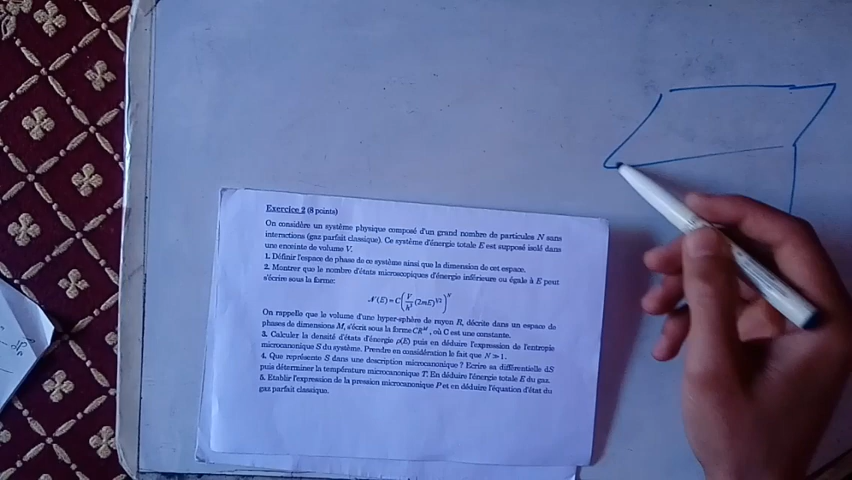 Exercice 2 (8 points)
On considère un système physique composé d'un grand nombre de particules N sans
interactions (gaz parfait classique). Ce système d'énergie totale E est supposé isolé dans
une enceinte de volume V.
1. Définir l'espace de phase de ce système ainsi que la dimension de cet espace.
2. Montrer que le nombre d'états microscopiques d'énergie inférieure ou égale à E peut
s'écrire sous la forme:
𝒩(E) = C(V/h³ (2mE)^{3/2})^N
On rappelle que le volume d'une hyper-sphère de rayon R, décrite dans un espace de
phases de dimensions M, s'écrit sous la forme CR^M, où C est une constante.
3. Calculer la densité d'états d'énergie ρ(E) puis en déduire l'expression de l'entropie
microcanonique S du système. Prendre en considération le fait que N ≫ 1.
4. Que représente S dans une description microcanonique ? Ecrire sa différentielle dS
puis déterminer la température microcanonique T. En déduire l'énergie totale E du gaz.
5. Etablir l'expression de la pression microcanonique P et en déduire l'équation d'état du
gaz parfait classique.